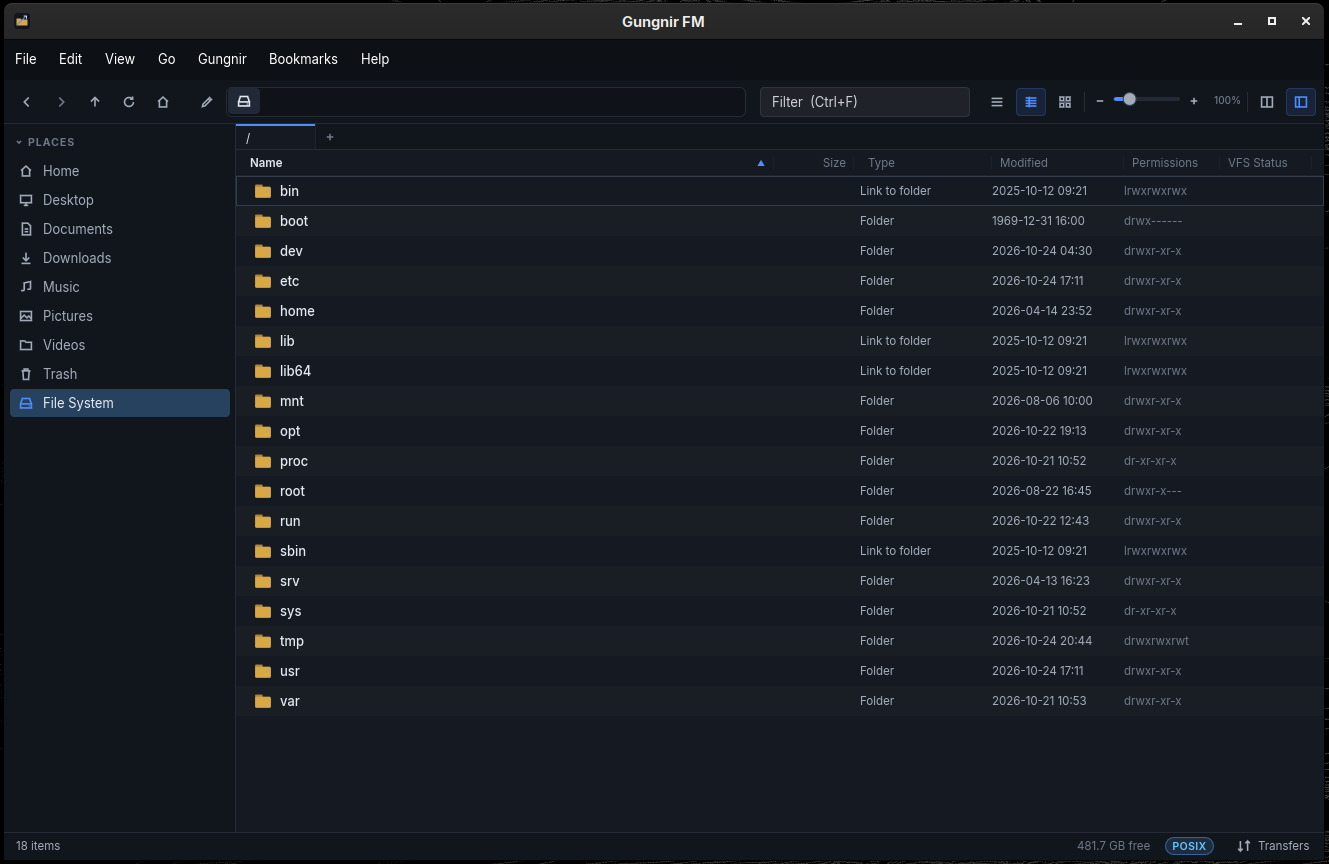 Gungnir FM
File Edit View Go Gungnir Bookmarks Help
Filter (Ctrl+F) 100%
PLACES
Home
Desktop
Documents
Downloads
Music
Pictures
Videos
Trash
File System
/ +
Name Size Type Modified Permissions VFS Status
bin Link to folder 2025-10-12 09:21 lrwxrwxrwx
boot Folder 1969-12-31 16:00 drwx------
dev Folder 2026-10-24 04:30 drwxr-xr-x
etc Folder 2026-10-24 17:11 drwxr-xr-x
home Folder 2026-04-14 23:52 drwxr-xr-x
lib Link to folder 2025-10-12 09:21 lrwxrwxrwx
lib64 Link to folder 2025-10-12 09:21 lrwxrwxrwx
mnt Folder 2026-08-06 10:00 drwxr-xr-x
opt Folder 2026-10-22 19:13 drwxr-xr-x
proc Folder 2026-10-21 10:52 dr-xr-xr-x
root Folder 2026-08-22 16:45 drwxr-x---
run Folder 2026-10-22 12:43 drwxr-xr-x
sbin Link to folder 2025-10-12 09:21 lrwxrwxrwx
srv Folder 2026-04-13 16:23 drwxr-xr-x
sys Folder 2026-10-21 10:52 dr-xr-xr-x
tmp Folder 2026-10-24 20:44 drwxrwxrwt
usr Folder 2026-10-24 17:11 drwxr-xr-x
var Folder 2026-10-21 10:53 drwxr-xr-x
18 items 481.7 GB free POSIX Transfers